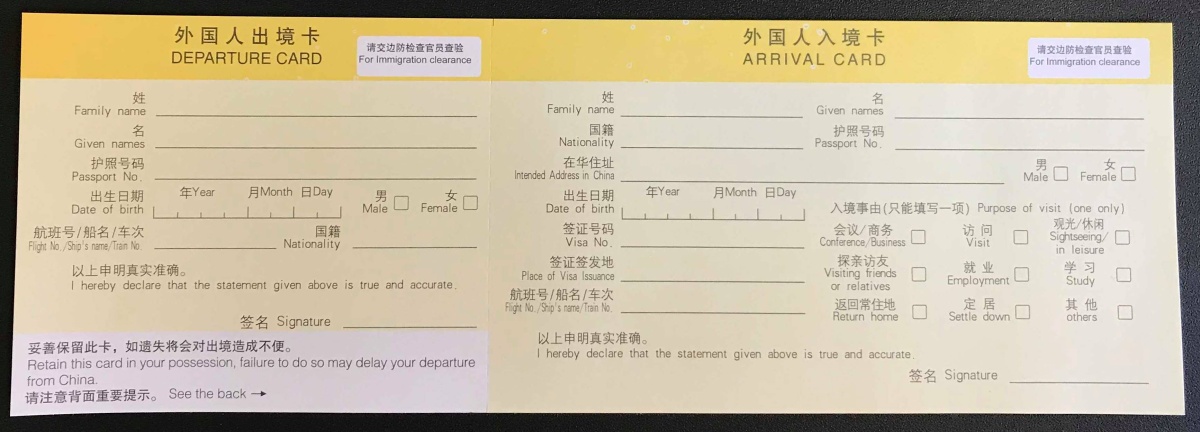 外国人出境卡
DEPARTURE CARD
请交边防检查官员查验
For Immigration clearance
姓
Family name
名
Given names
护照号码
Passport No.
出生日期 年Year 月Month 日Day 男 女
Date of birth Male Female
航班号/船名/车次 国籍
Flight No./Ship's name/Train No. Nationality
以上申明真实准确。
I hereby declare that the statement given above is true and accurate.
签名 Signature
妥善保留此卡，如遗失将会对出境造成不便。
Retain this card in your possession, failure to do so may delay your departure
from China.
请注意背面重要提示。 See the back →
外国人入境卡
ARRIVAL CARD
请交边防检查官员查验
For Immigration clearance
姓 名
Family name Given names
国籍 护照号码
Nationality Passport No.
在华住址 男 女
Intended Address in China Male Female
出生日期 年Year 月Month 日Day
Date of birth
签证号码
Visa No.
签证签发地
Place of Visa Issuance
航班号/船名/车次
Flight No./Ship's name/Train No.
入境事由(只能填写一项) Purpose of visit (one only)
会议/商务 访问 观光/休闲
Conference/Business Visit Sightseeing/
in leisure
探亲访友 就业 学习
Visiting friends Employment Study
or relatives
返回常住地 定居 其他
Return home Settle down others
以上申明真实准确。
I hereby declare that the statement given above is true and accurate.
签名 Signature